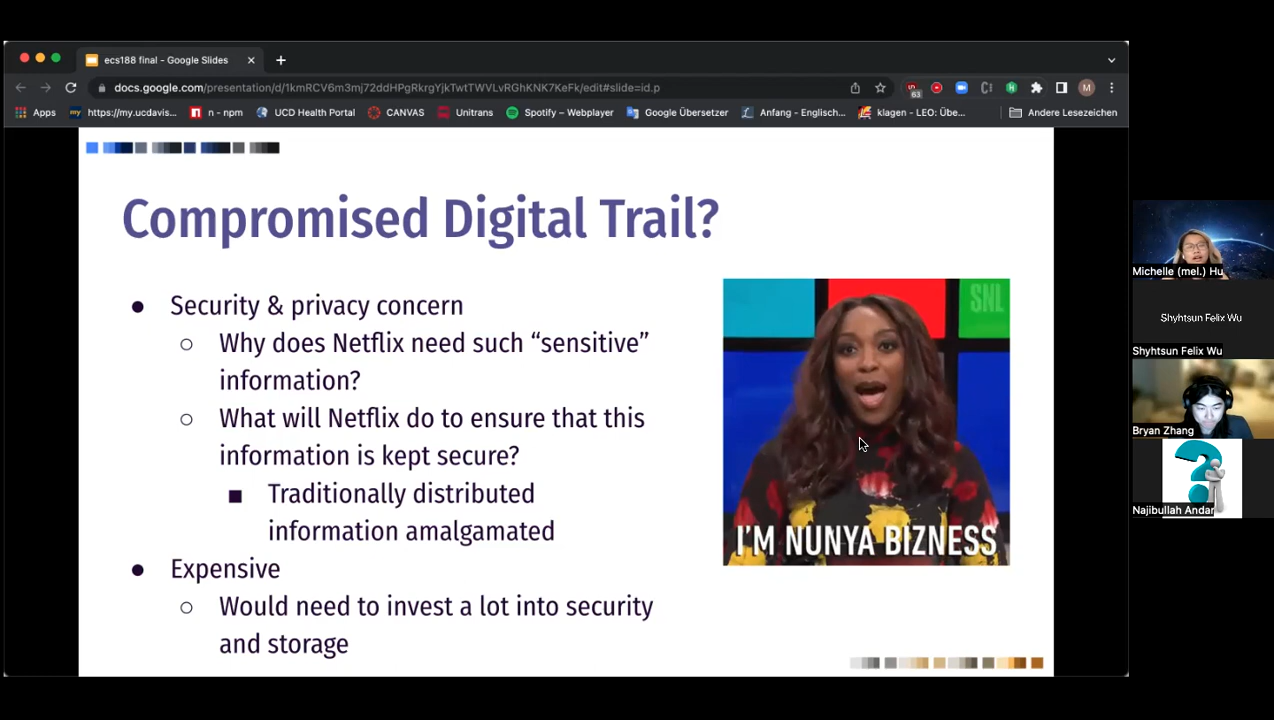 ecs188 final - Google Slides
docs.google.com/presentation/d/1kmRCV6m3mj72ddHPgRkrgYjkTwtTWVLvRGhKNK7KeFk/edit#slide=id.p
63
M
Apps
https://my.ucdavis...
n - npm
UCD Health Portal
CANVAS
Unitrans
Spotify – Webplayer
Google Übersetzer
Anfang - Englisch...
klagen - LEO: Übe...
Andere Lesezeichen
Compromised Digital Trail?
● Security & privacy concern
○ Why does Netflix need such “sensitive”
information?
○ What will Netflix do to ensure that this
information is kept secure?
■ Traditionally distributed
information amalgamated
● Expensive
○ Would need to invest a lot into security
and storage
SNL
I'M NUNYA BIZNESS
Michelle (mel.) Hu
Shyhtsun Felix Wu
Shyhtsun Felix Wu
Bryan Zhang
Najibullah Andar